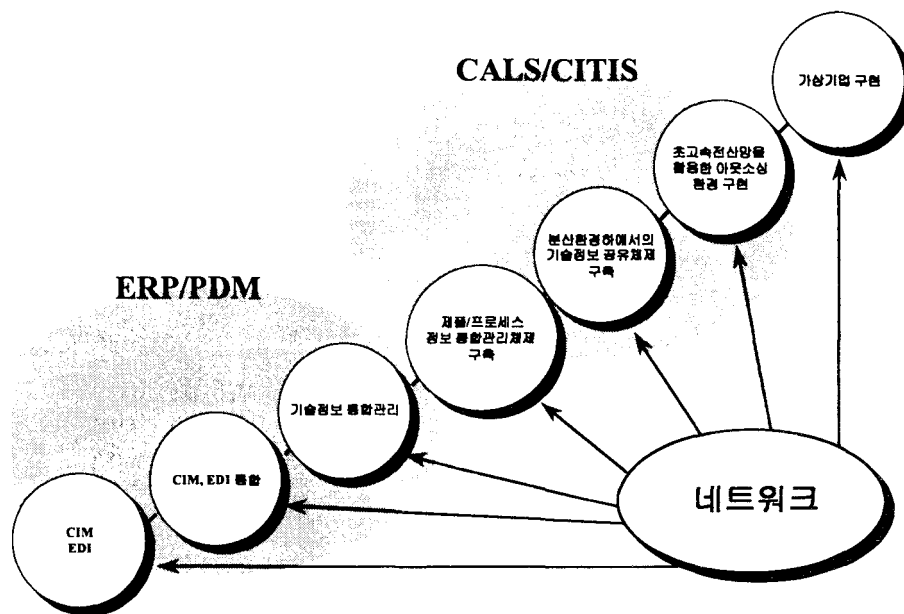 CALS/CITIS
가상기업 구현
초고속전산망을
활용한 아웃소싱
환경 구현
분산환경하에서의
기술정보 공유체제
구축
ERP/PDM
제품/프로세스
정보 통합관리체제
구축
기술정보 통합관리
CIM, EDI 통합
CIM
EDI
네트워크